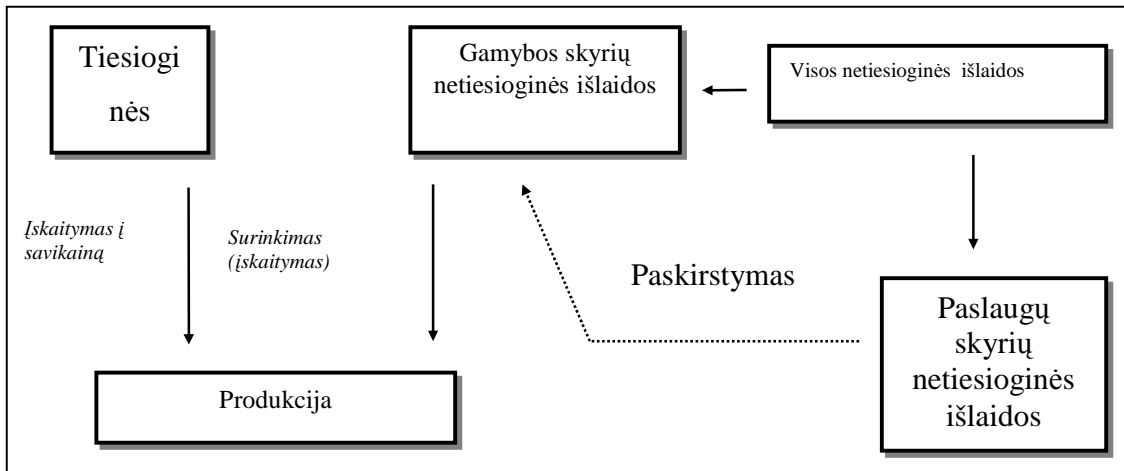 Tiesiogi
nės
Gamybos skyrių
netiesioginės išlaidos
Visos netiesioginės išlaidos
Įskaitymas į
savikainą
Surinkimas
(įskaitymas)
Paskirstymas
Paslaugų
skyrių
netiesioginės
išlaidos
Produkcija